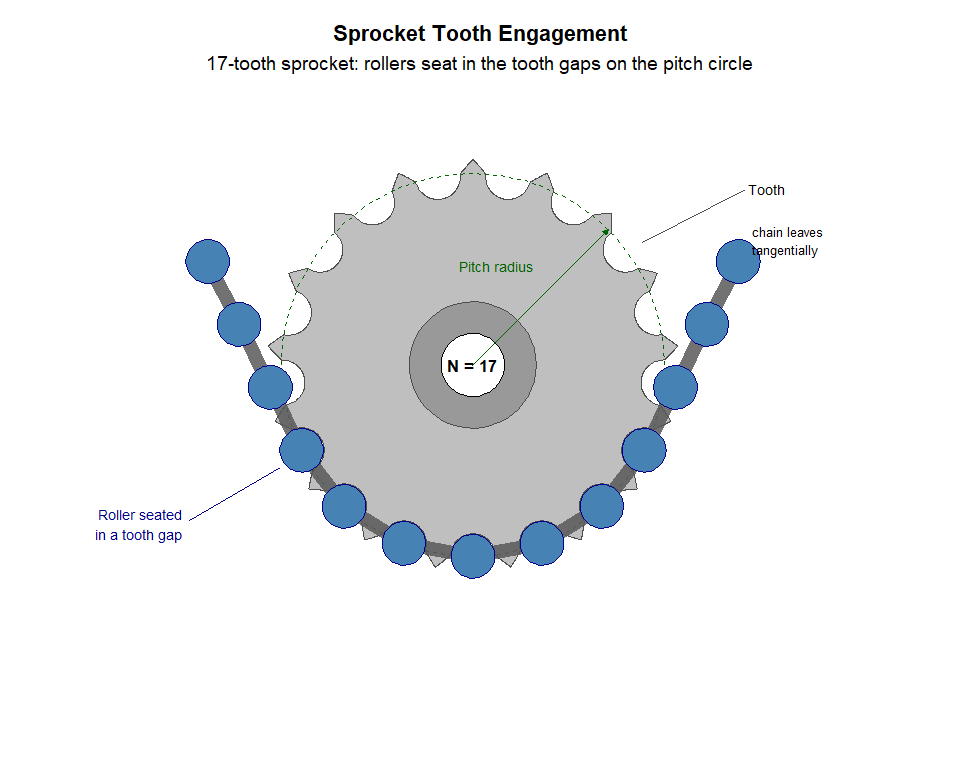 Sprocket Tooth Engagement
17-tooth sprocket: rollers seat in the tooth gaps on the pitch circle
Tooth
chain leaves
tangentially
Pitch radius
N = 17
Roller seated
in a tooth gap